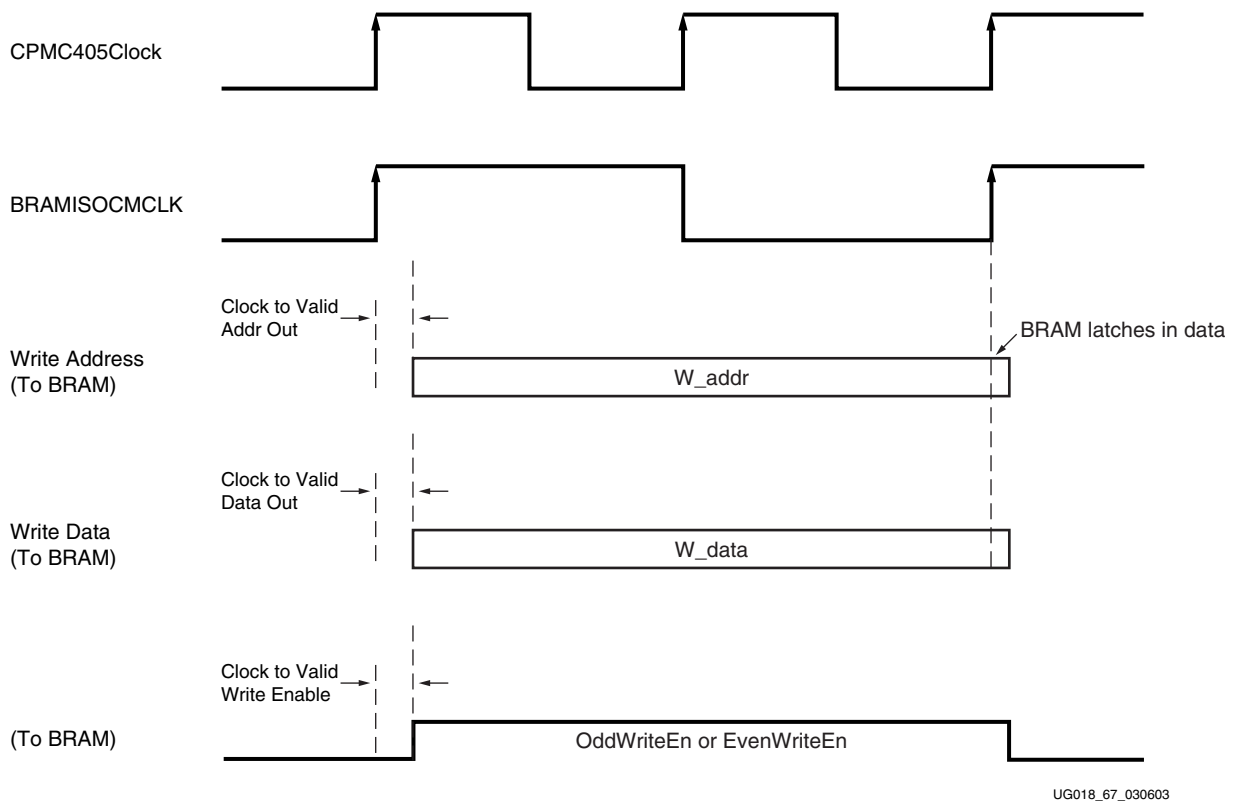 CPMC405Clock
BRAMISOCMCLK
Clock to Valid
Addr Out
BRAM latches in data
Write Address
(To BRAM)
W_addr
Clock to Valid
Data Out
Write Data
(To BRAM)
W_data
Clock to Valid
Write Enable
(To BRAM)
OddWriteEn or EvenWriteEn
UG018_67_030603